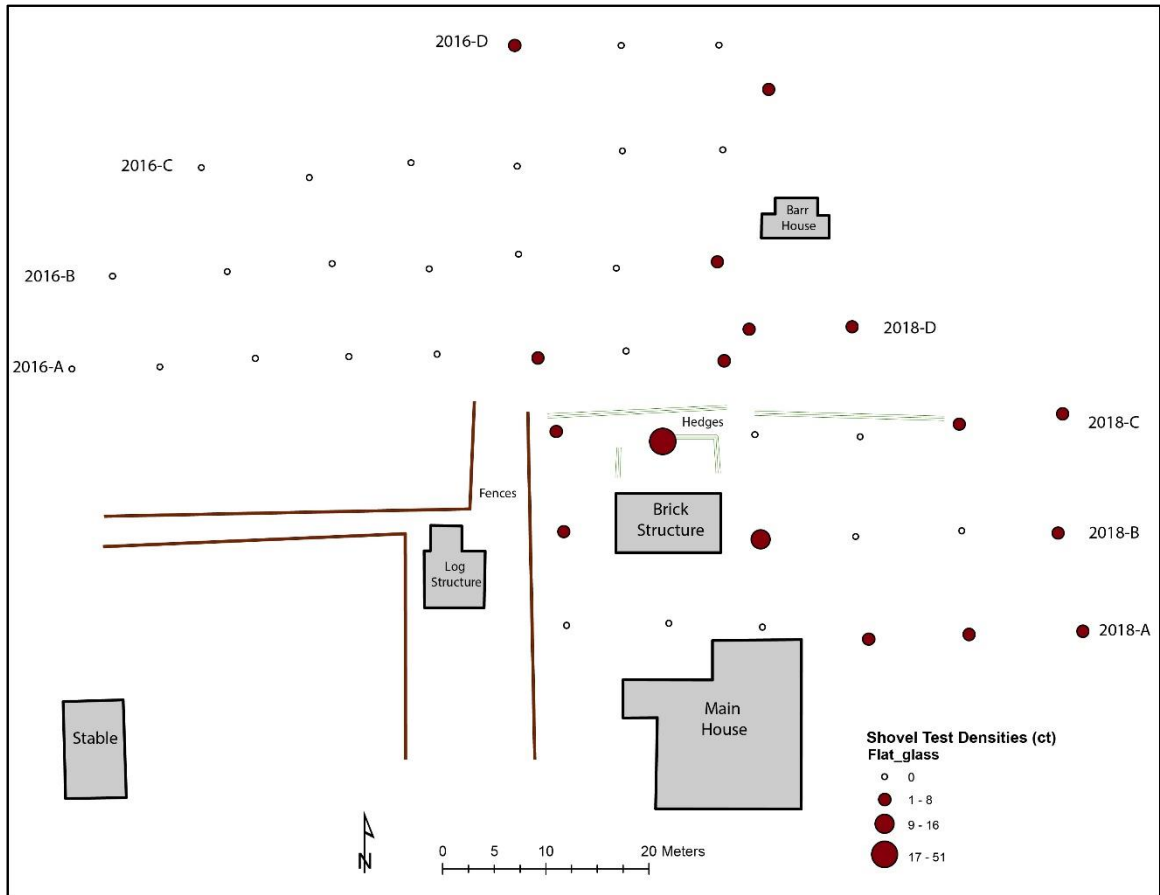 2016-D
2016-C
Barr
House
2016-B
2018-D
2016-A
Hedges
2018-C
Fences
Brick
Structure
2018-B
Log
Structure
2018-A
Main
House
Stable
Shovel Test Densities (ct)
Flat_glass
0
1 - 8
9 - 16
17 - 51
N
0 5 10 20 Meters